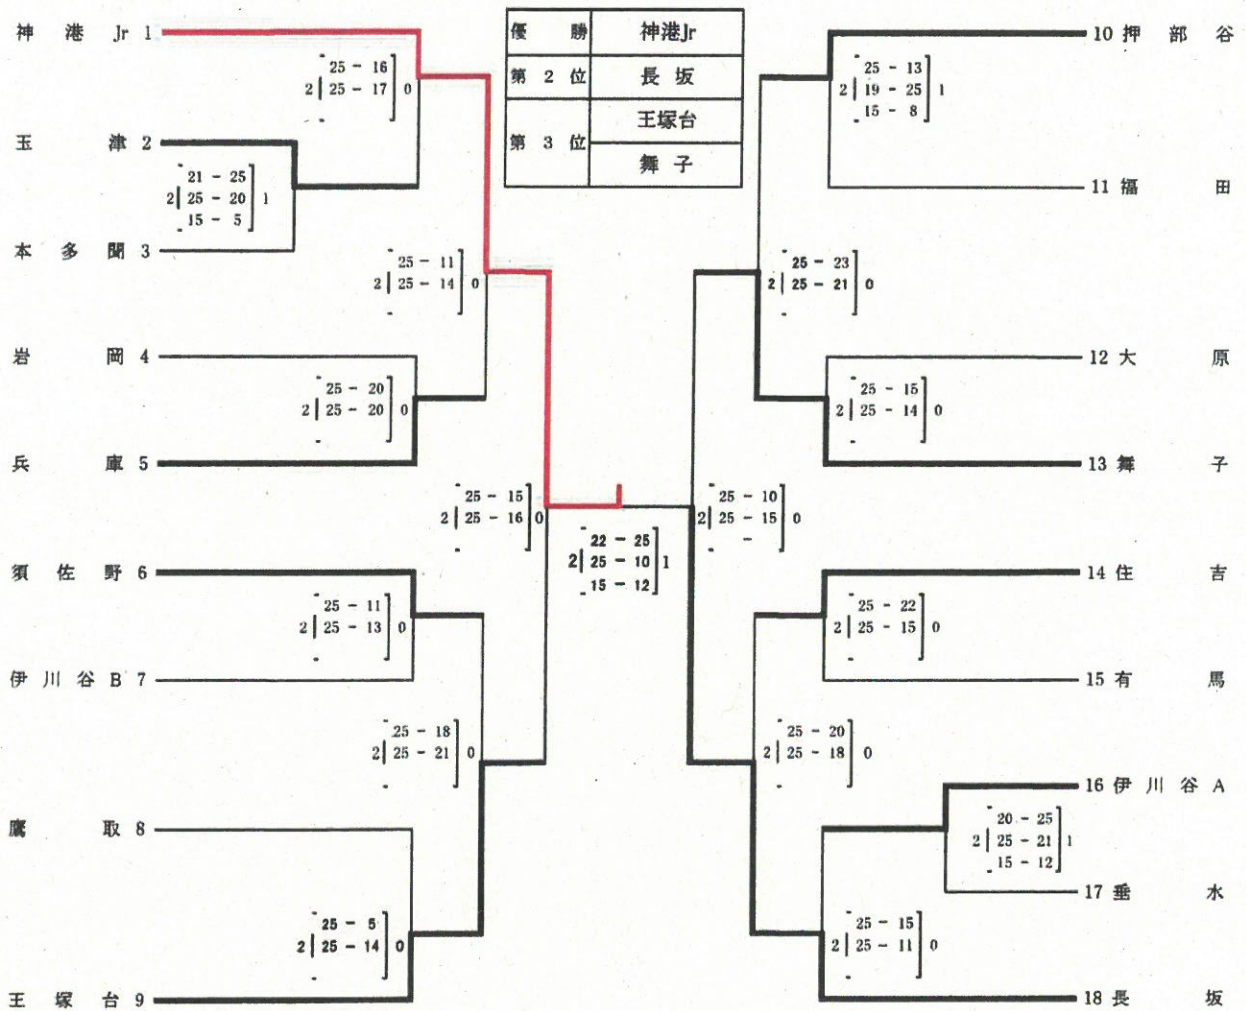 優勝 神港Jr
第2位 長坂
第3位 王塚台
舞子
神港Jr 1
25 - 16
2 25 - 17 0
-
玉津 2
21 - 25
2 25 - 20 1
15 - 5
本多聞 3
25 - 11
2 25 - 14 0
-
岩岡 4
25 - 20
2 25 - 20 0
-
兵庫 5
25 - 15
2 25 - 16 0
-
須佐野 6
25 - 11
2 25 - 13 0
-
伊川谷B 7
25 - 18
2 25 - 21 0
-
鷹取 8
25 - 5
2 25 - 14 0
-
王塚台 9
22 - 25
2 25 - 10 1
15 - 12
10 押部谷
25 - 13
2 19 - 25 1
15 - 8
11 福田
25 - 23
2 25 - 21 0
-
12 大原
25 - 15
2 25 - 14 0
-
13 舞子
25 - 10
2 25 - 15 0
-
14 住吉
25 - 22
2 25 - 15 0
-
15 有馬
25 - 20
2 25 - 18 0
-
16 伊川谷A
20 - 25
2 25 - 21 1
15 - 12
17 垂水
25 - 15
2 25 - 11 0
-
18 長坂